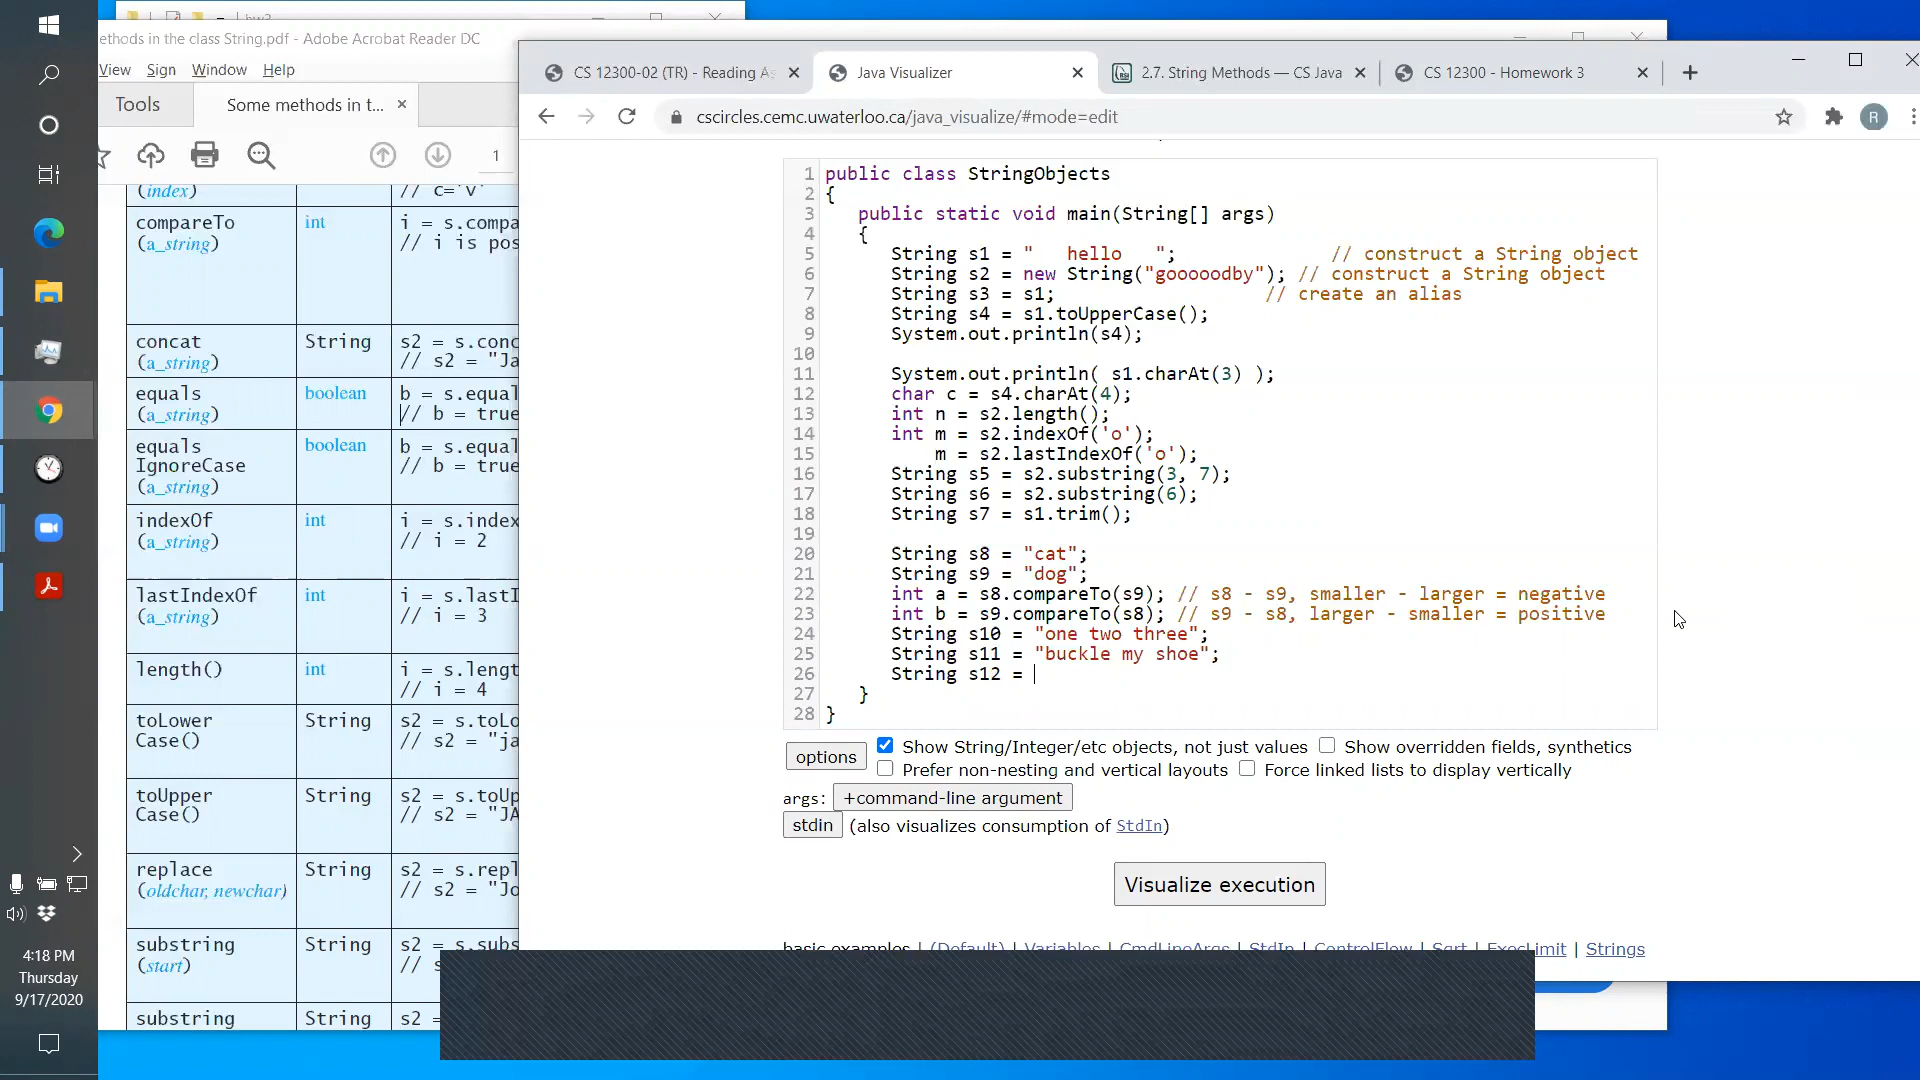 ethods in the class String.pdf - Adobe Acrobat Reader DC
View Sign Window Help
Tools
Some methods in t...
1
(index)
// c='v'
compareTo int i = s.compa
(a_string) // i is pos
concat String s2 = s.conc
(a_string) // s2 = "Ja
equals boolean b = s.equal
(a_string) // b = true
equals boolean b = s.equal
IgnoreCase // b = true
(a_string)
indexOf int i = s.index
(a_string) // i = 2
lastIndexOf int i = s.lastI
(a_string) // i = 3
length() int i = s.lengt
// i = 4
toLower String s2 = s.toLo
Case() // s2 = "ja
toUpper String s2 = s.toUp
Case() // s2 = "JA
replace String s2 = s.repl
(oldchar, newchar) // s2 = "Jo
substring String s2 = s.subs
(start) // s
substring String s2 =
4:18 PM
Thursday
9/17/2020
CS 12300-02 (TR) - Reading As
Java Visualizer
2.7. String Methods — CS Java
CS 12300 - Homework 3
cscircles.cemc.uwaterloo.ca/java_visualize/#mode=edit
R
1 public class StringObjects
2 {
3 public static void main(String[] args)
4 {
5 String s1 = "   hello   "; // construct a String object
6 String s2 = new String("gooooodby"); // construct a String object
7 String s3 = s1; // create an alias
8 String s4 = s1.toUpperCase();
9 System.out.println(s4);
10
11 System.out.println( s1.charAt(3) );
12 char c = s4.charAt(4);
13 int n = s2.length();
14 int m = s2.indexOf('o');
15 m = s2.lastIndexOf('o');
16 String s5 = s2.substring(3, 7);
17 String s6 = s2.substring(6);
18 String s7 = s1.trim();
19
20 String s8 = "cat";
21 String s9 = "dog";
22 int a = s8.compareTo(s9); // s8 - s9, smaller - larger = negative
23 int b = s9.compareTo(s8); // s9 - s8, larger - smaller = positive
24 String s10 = "one two three";
25 String s11 = "buckle my shoe";
26 String s12 =
27 }
28 }
options Show String/Integer/etc objects, not just values Show overridden fields, synthetics
Prefer non-nesting and vertical layouts Force linked lists to display vertically
args: +command-line argument
stdin (also visualizes consumption of StdIn)
Visualize execution
basic examples | (Default) | Variables | CmdLineArgs | StdIn | ControlFlow | Sqrt | ExecLimit | Strings